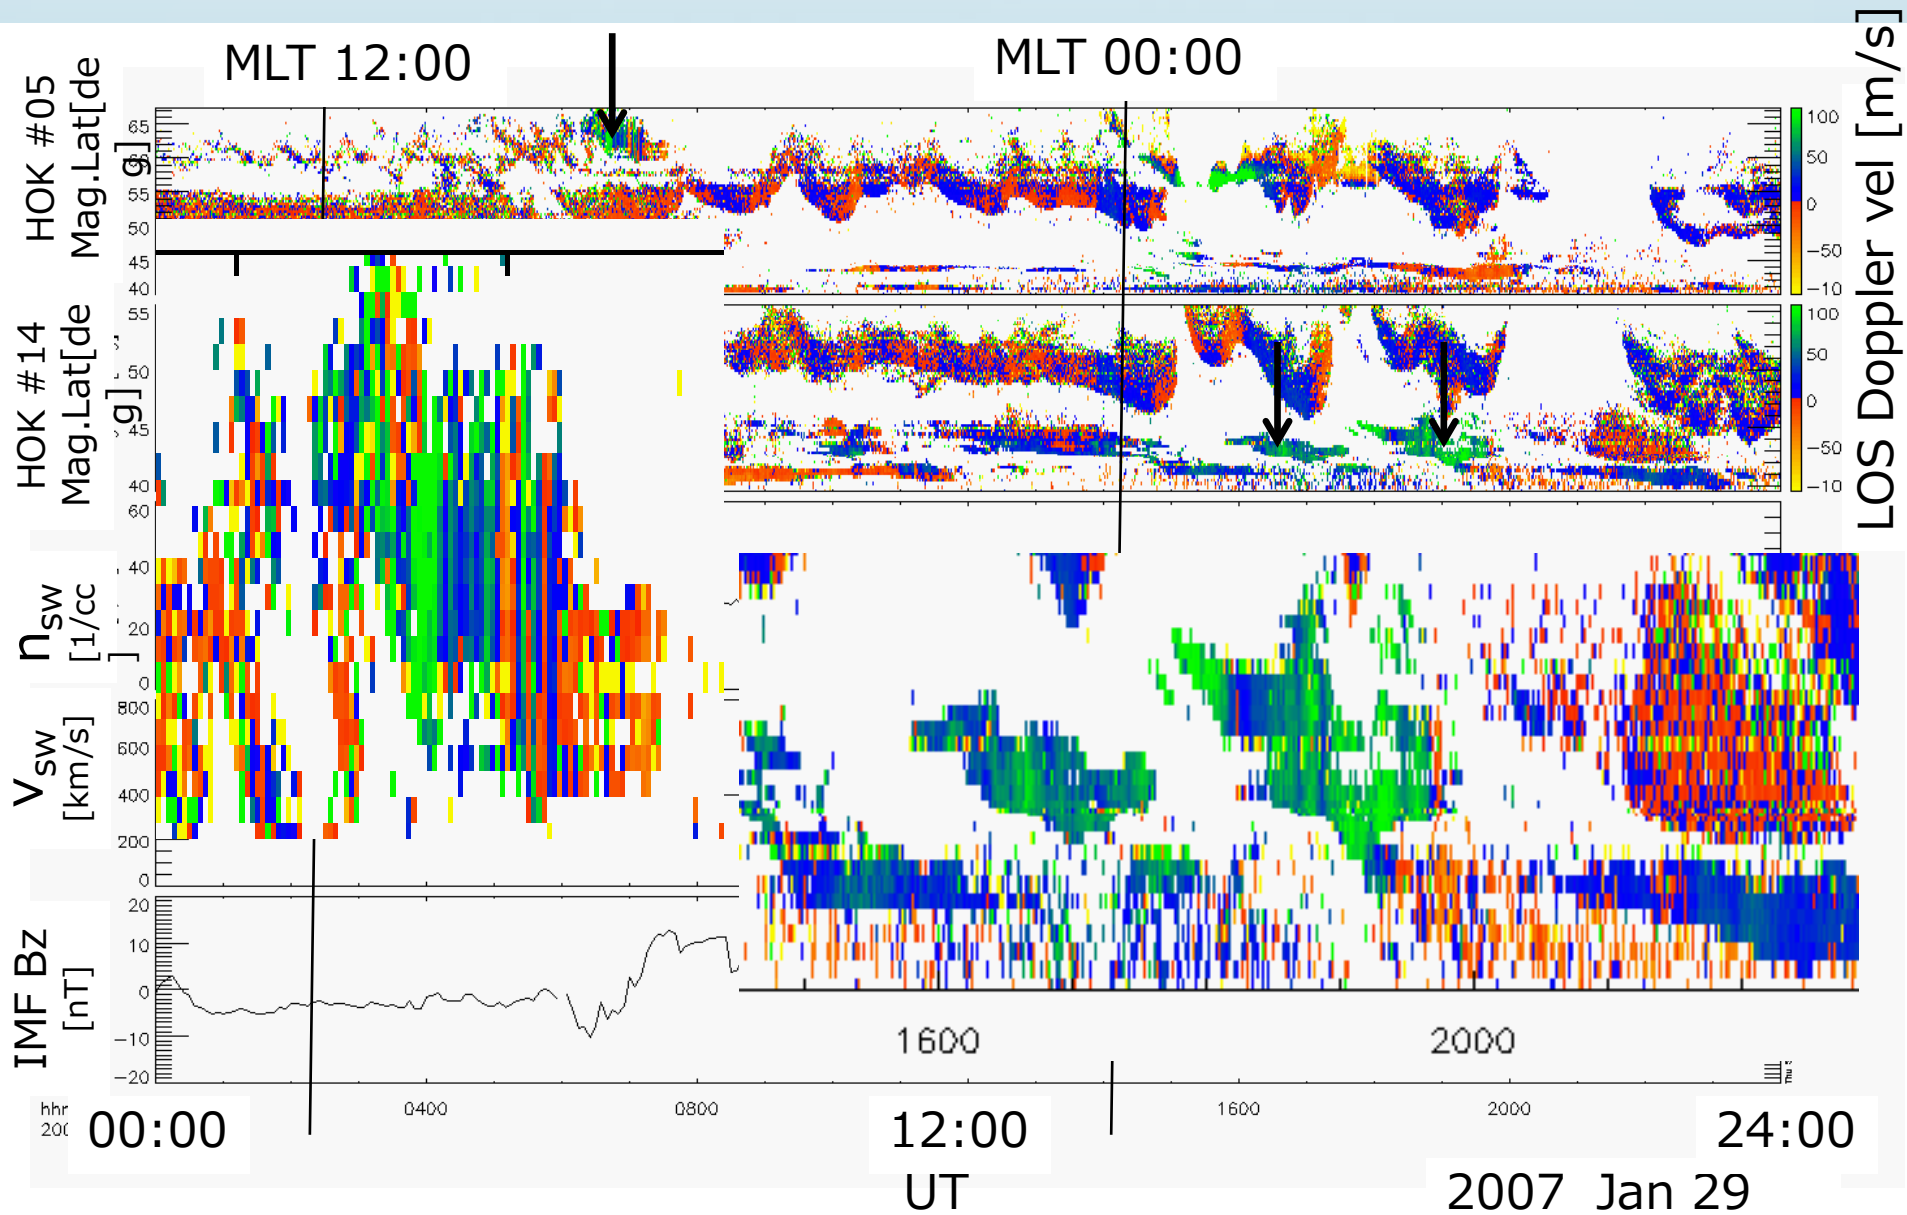 MLT 12:00
MLT 00:00
HOK #05
Mag.Lat[de
g]
65
60
55
50
45
40
100
50
0
−50
−10
LOS Doppler vel [m/s]
HOK #14
Mag.Lat[de
g]
55
50
45
40
100
50
0
−50
−10
nsw
[1/cc
]
60
40
20
0
vsw
[km/s]
800
600
400
200
0
IMF Bz
[nT]
20
10
0
−10
−20
1600
2000
Thu
hhr
200
00:00
0400
0800
12:00
1600
2000
24:00
UT
2007 Jan 29